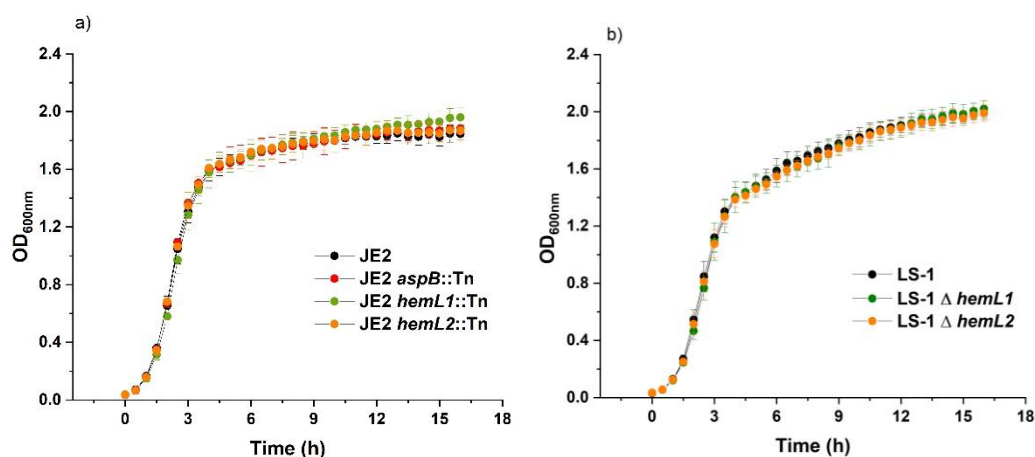 a)
2.4
2.0
1.6
1.2
0.8
0.4
0.0
OD600nm
0
3
6
9
12
15
18
Time (h)
JE2
JE2 aspB::Tn
JE2 hemL1::Tn
JE2 hemL2::Tn
b)
2.4
2.0
1.6
1.2
0.8
0.4
0.0
OD600nm
0
3
6
9
12
15
18
Time (h)
LS-1
LS-1 Δ hemL1
LS-1 Δ hemL2